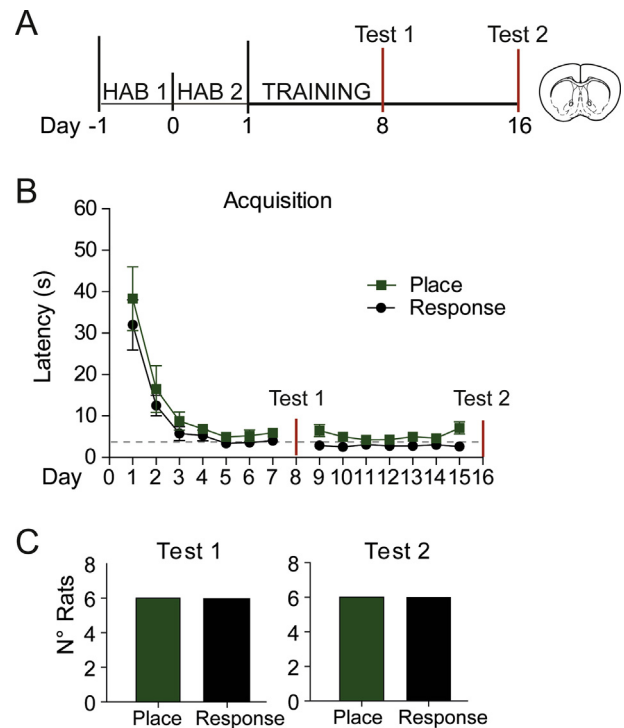 A
Test 1 Test 2
HAB 1 HAB 2 TRAINING
Day -1 0 1 8 16
B
Acquisition
60
50
40
30
20
10
0
Latency (s)
Place
Response
Test 1 Test 2
Day 0 1 2 3 4 5 6 7 8 9 10 11 12 13 14 15 16
C
Test 1 Test 2
N° Rats
8 8
6 6
4 4
2 2
0 0
Place Response Place Response